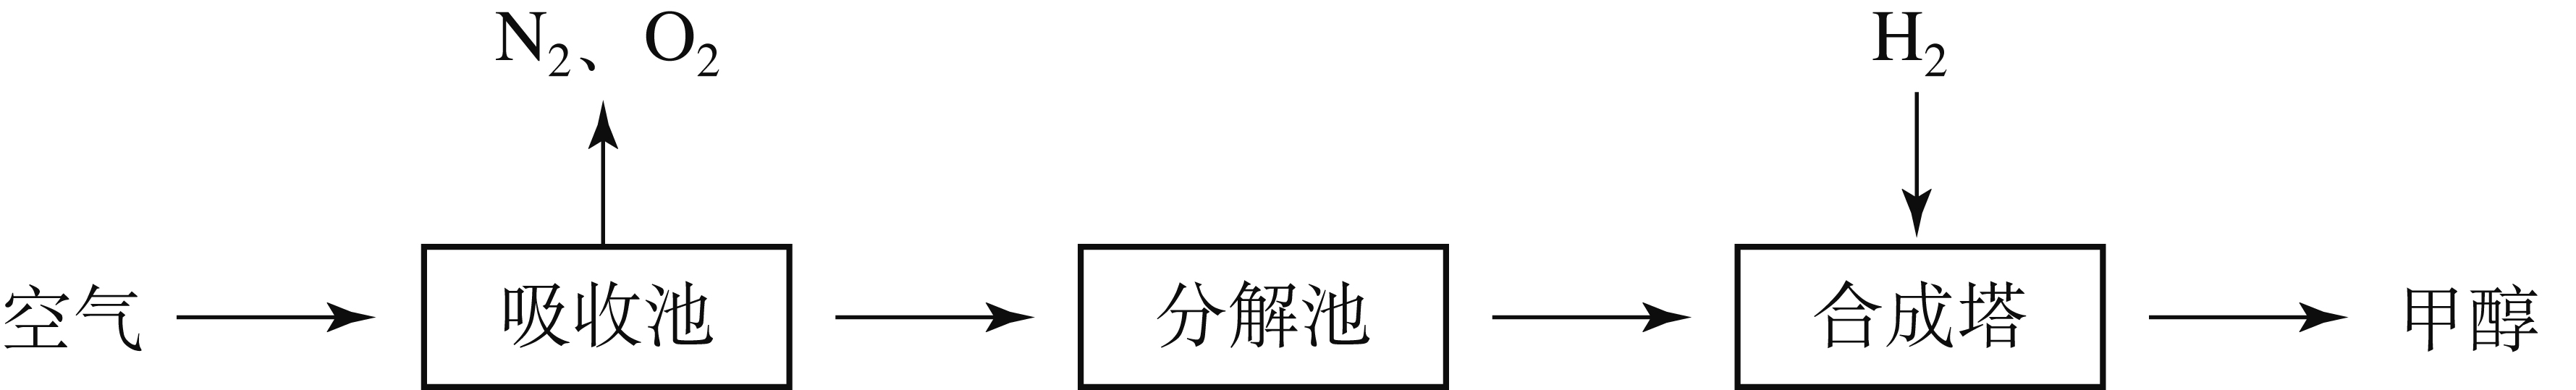 N₂、O₂
H₂
空气
吸收池
分解池
合成塔
甲醇